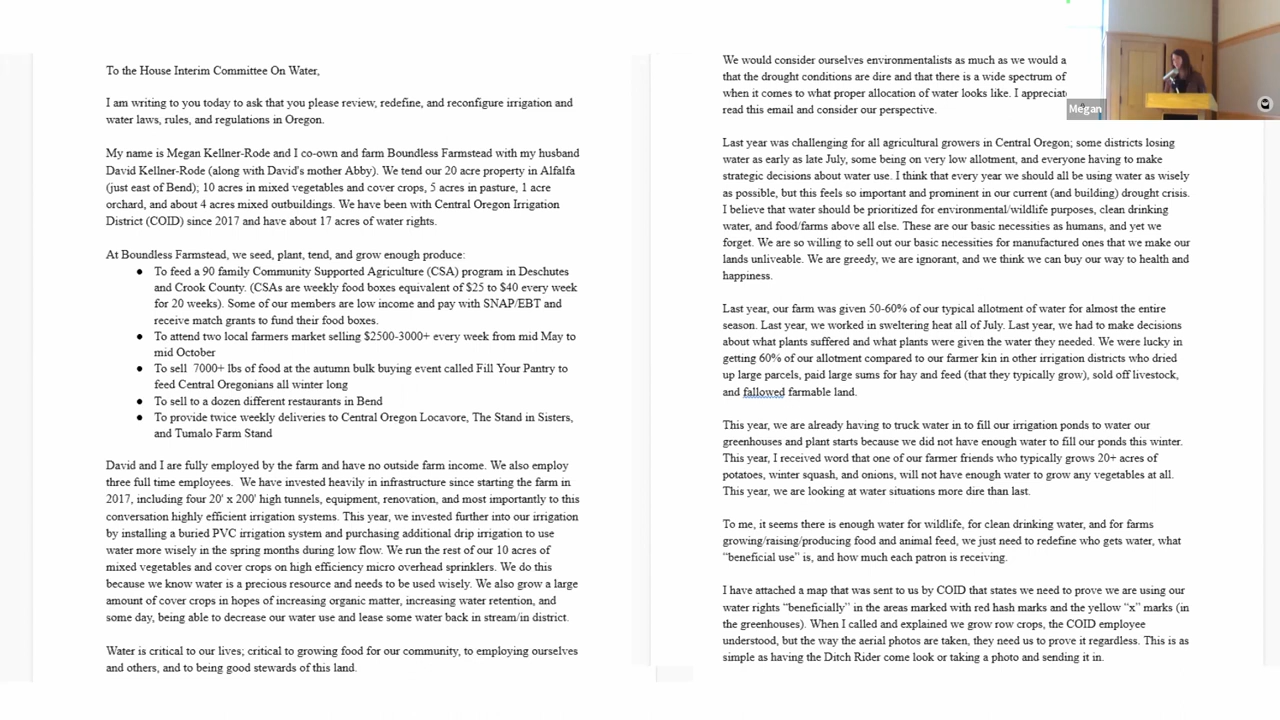 To the House Interim Committee On Water,
I am writing to you today to ask that you please review, redefine, and reconfigure irrigation and
water laws, rules, and regulations in Oregon.
My name is Megan Kellner-Rode and I co-own and farm Boundless Farmstead with my husband
David Kellner-Rode (along with David's mother Abby). We tend our 20 acre property in Alfalfa
(just east of Bend); 10 acres in mixed vegetables and cover crops, 5 acres in pasture, 1 acre
orchard, and about 4 acres mixed outbuildings. We have been with Central Oregon Irrigation
District (COID) since 2017 and have about 17 acres of water rights.
At Boundless Farmstead, we seed, plant, tend, and grow enough produce:
● To feed a 90 family Community Supported Agriculture (CSA) program in Deschutes
and Crook County. (CSAs are weekly food boxes equivalent of $25 to $40 every week
for 20 weeks). Some of our members are low income and pay with SNAP/EBT and
receive match grants to fund their food boxes.
● To attend two local farmers market selling $2500-3000+ every week from mid May to
mid October
● To sell 7000+ lbs of food at the autumn bulk buying event called Fill Your Pantry to
feed Central Oregonians all winter long
● To sell to a dozen different restaurants in Bend
● To provide twice weekly deliveries to Central Oregon Locavore, The Stand in Sisters,
and Tumalo Farm Stand
David and I are fully employed by the farm and have no outside farm income. We also employ
three full time employees. We have invested heavily in infrastructure since starting the farm in
2017, including four 20' x 200' high tunnels, equipment, renovation, and most importantly to this
conversation highly efficient irrigation systems. This year, we invested further into our irrigation
by installing a buried PVC irrigation system and purchasing additional drip irrigation to use
water more wisely in the spring months during low flow. We run the rest of our 10 acres of
mixed vegetables and cover crops on high efficiency micro overhead sprinklers. We do this
because we know water is a precious resource and needs to be used wisely. We also grow a large
amount of cover crops in hopes of increasing organic matter, increasing water retention, and
some day, being able to decrease our water use and lease some water back in stream/in district.
Water is critical to our lives; critical to growing food for our community, to employing ourselves
and others, and to being good stewards of this land.
We would consider ourselves environmentalists as much as we would a
that the drought conditions are dire and that there is a wide spectrum of
when it comes to what proper allocation of water looks like. I appreciat
read this email and consider our perspective.
Last year was challenging for all agricultural growers in Central Oregon; some districts losing
water as early as late July, some being on very low allotment, and everyone having to make
strategic decisions about water use. I think that every year we should all be using water as wisely
as possible, but this feels so important and prominent in our current (and building) drought crisis.
I believe that water should be prioritized for environmental/wildlife purposes, clean drinking
water, and food/farms above all else. These are our basic necessities as humans, and yet we
forget. We are so willing to sell out our basic necessities for manufactured ones that we make our
lands unliveable. We are greedy, we are ignorant, and we think we can buy our way to health and
happiness.
Last year, our farm was given 50-60% of our typical allotment of water for almost the entire
season. Last year, we worked in sweltering heat all of July. Last year, we had to make decisions
about what plants suffered and what plants were given the water they needed. We were lucky in
getting 60% of our allotment compared to our farmer kin in other irrigation districts who dried
up large parcels, paid large sums for hay and feed (that they typically grow), sold off livestock,
and fallowed farmable land.
This year, we are already having to truck water in to fill our irrigation ponds to water our
greenhouses and plant starts because we did not have enough water to fill our ponds this winter.
This year, I received word that one of our farmer friends who typically grows 20+ acres of
potatoes, winter squash, and onions, will not have enough water to grow any vegetables at all.
This year, we are looking at water situations more dire than last.
To me, it seems there is enough water for wildlife, for clean drinking water, and for farms
growing/raising/producing food and animal feed, we just need to redefine who gets water, what
“beneficial use” is, and how much each patron is receiving.
I have attached a map that was sent to us by COID that states we need to prove we are using our
water rights “beneficially” in the areas marked with red hash marks and the yellow “x” marks (in
the greenhouses). When I called and explained we grow row crops, the COID employee
understood, but the way the aerial photos are taken, they need us to prove it regardless. This is as
simple as having the Ditch Rider come look or taking a photo and sending it in.
Megan